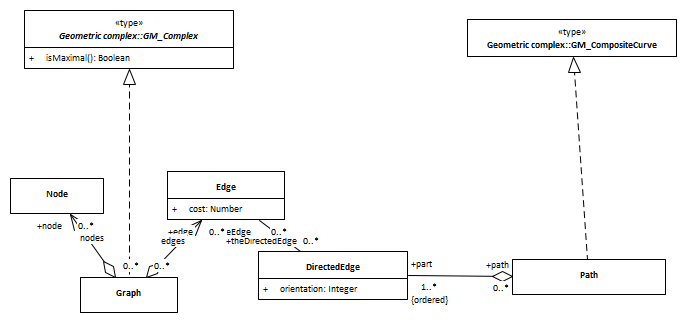 «type»
Geometric complex::GM_Complex
+ isMaximal(): Boolean
«type»
Geometric complex::GM_CompositeCurve
Node
Edge
+ cost: Number
+node
0..*
nodes
+edge
0..*
edges
eEdge
0..*
+theDirectedEdge
0..*
0..*
0..*
Graph
DirectedEdge
+ orientation: Integer
+part
1..*
{ordered}
+path
0..*
Path